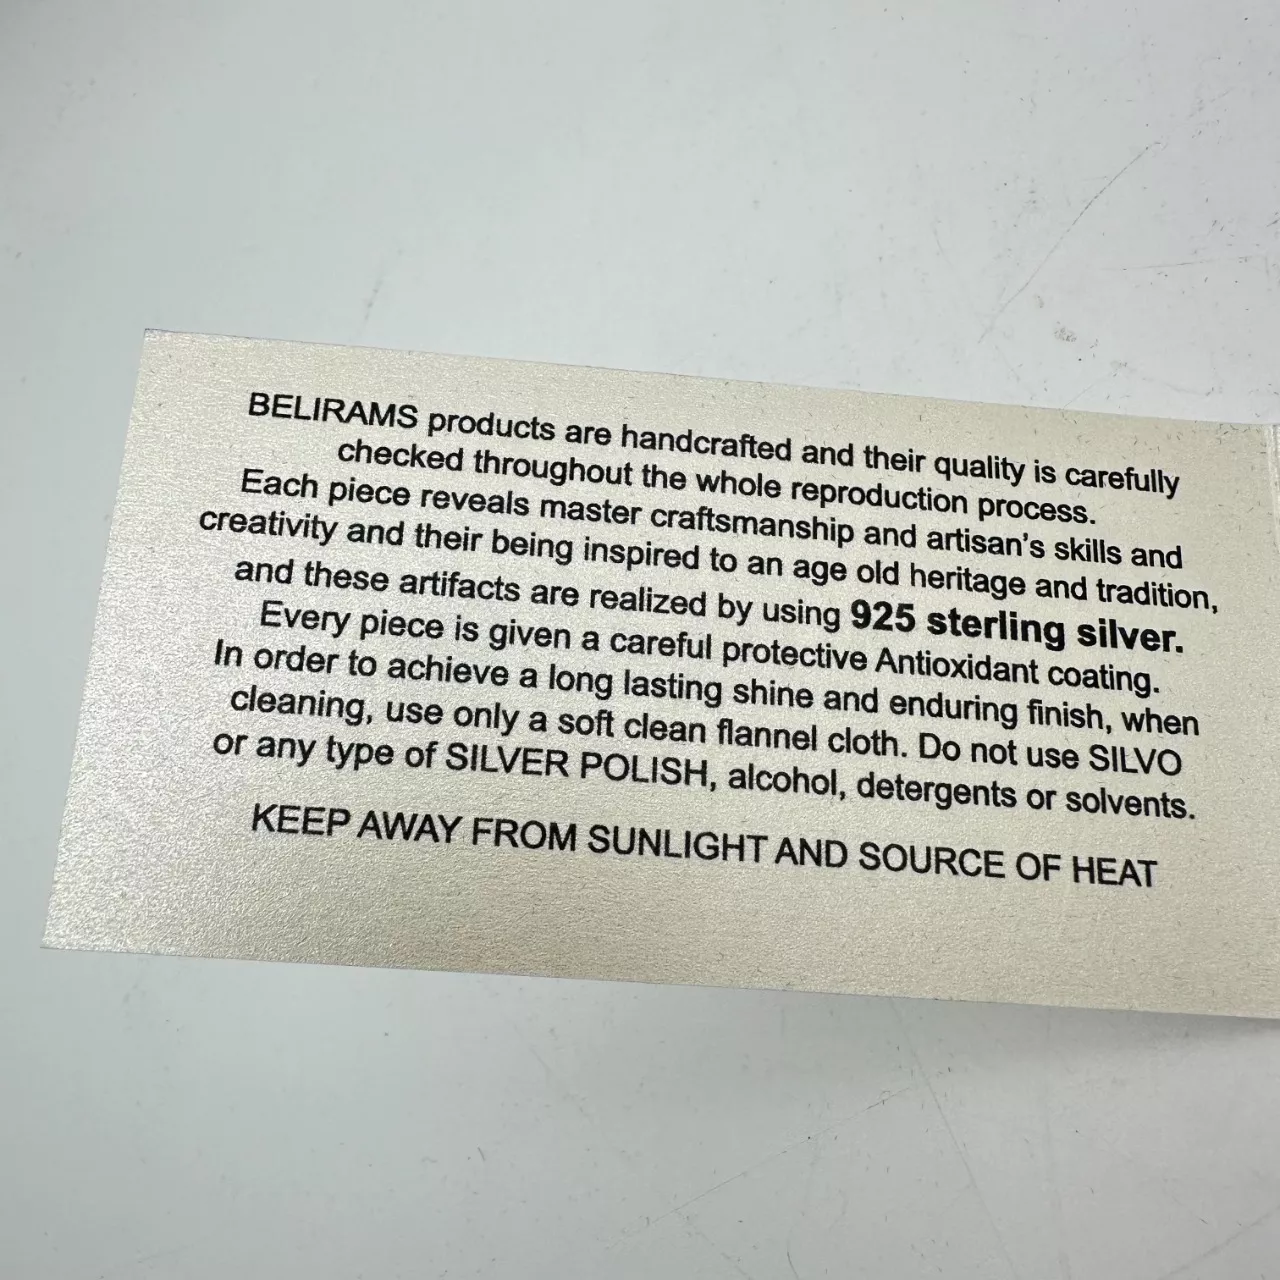 BELIRAMS products are handcrafted and their quality is carefully
checked throughout the whole reproduction process.
Each piece reveals master craftsmanship and artisan's skills and
creativity and their being inspired to an age old heritage and tradition,
and these artifacts are realized by using 925 sterling silver.
Every piece is given a careful protective Antioxidant coating.
In order to achieve a long lasting shine and enduring finish, when
cleaning, use only a soft clean flannel cloth. Do not use SILVO
or any type of SILVER POLISH, alcohol, detergents or solvents.
KEEP AWAY FROM SUNLIGHT AND SOURCE OF HEAT